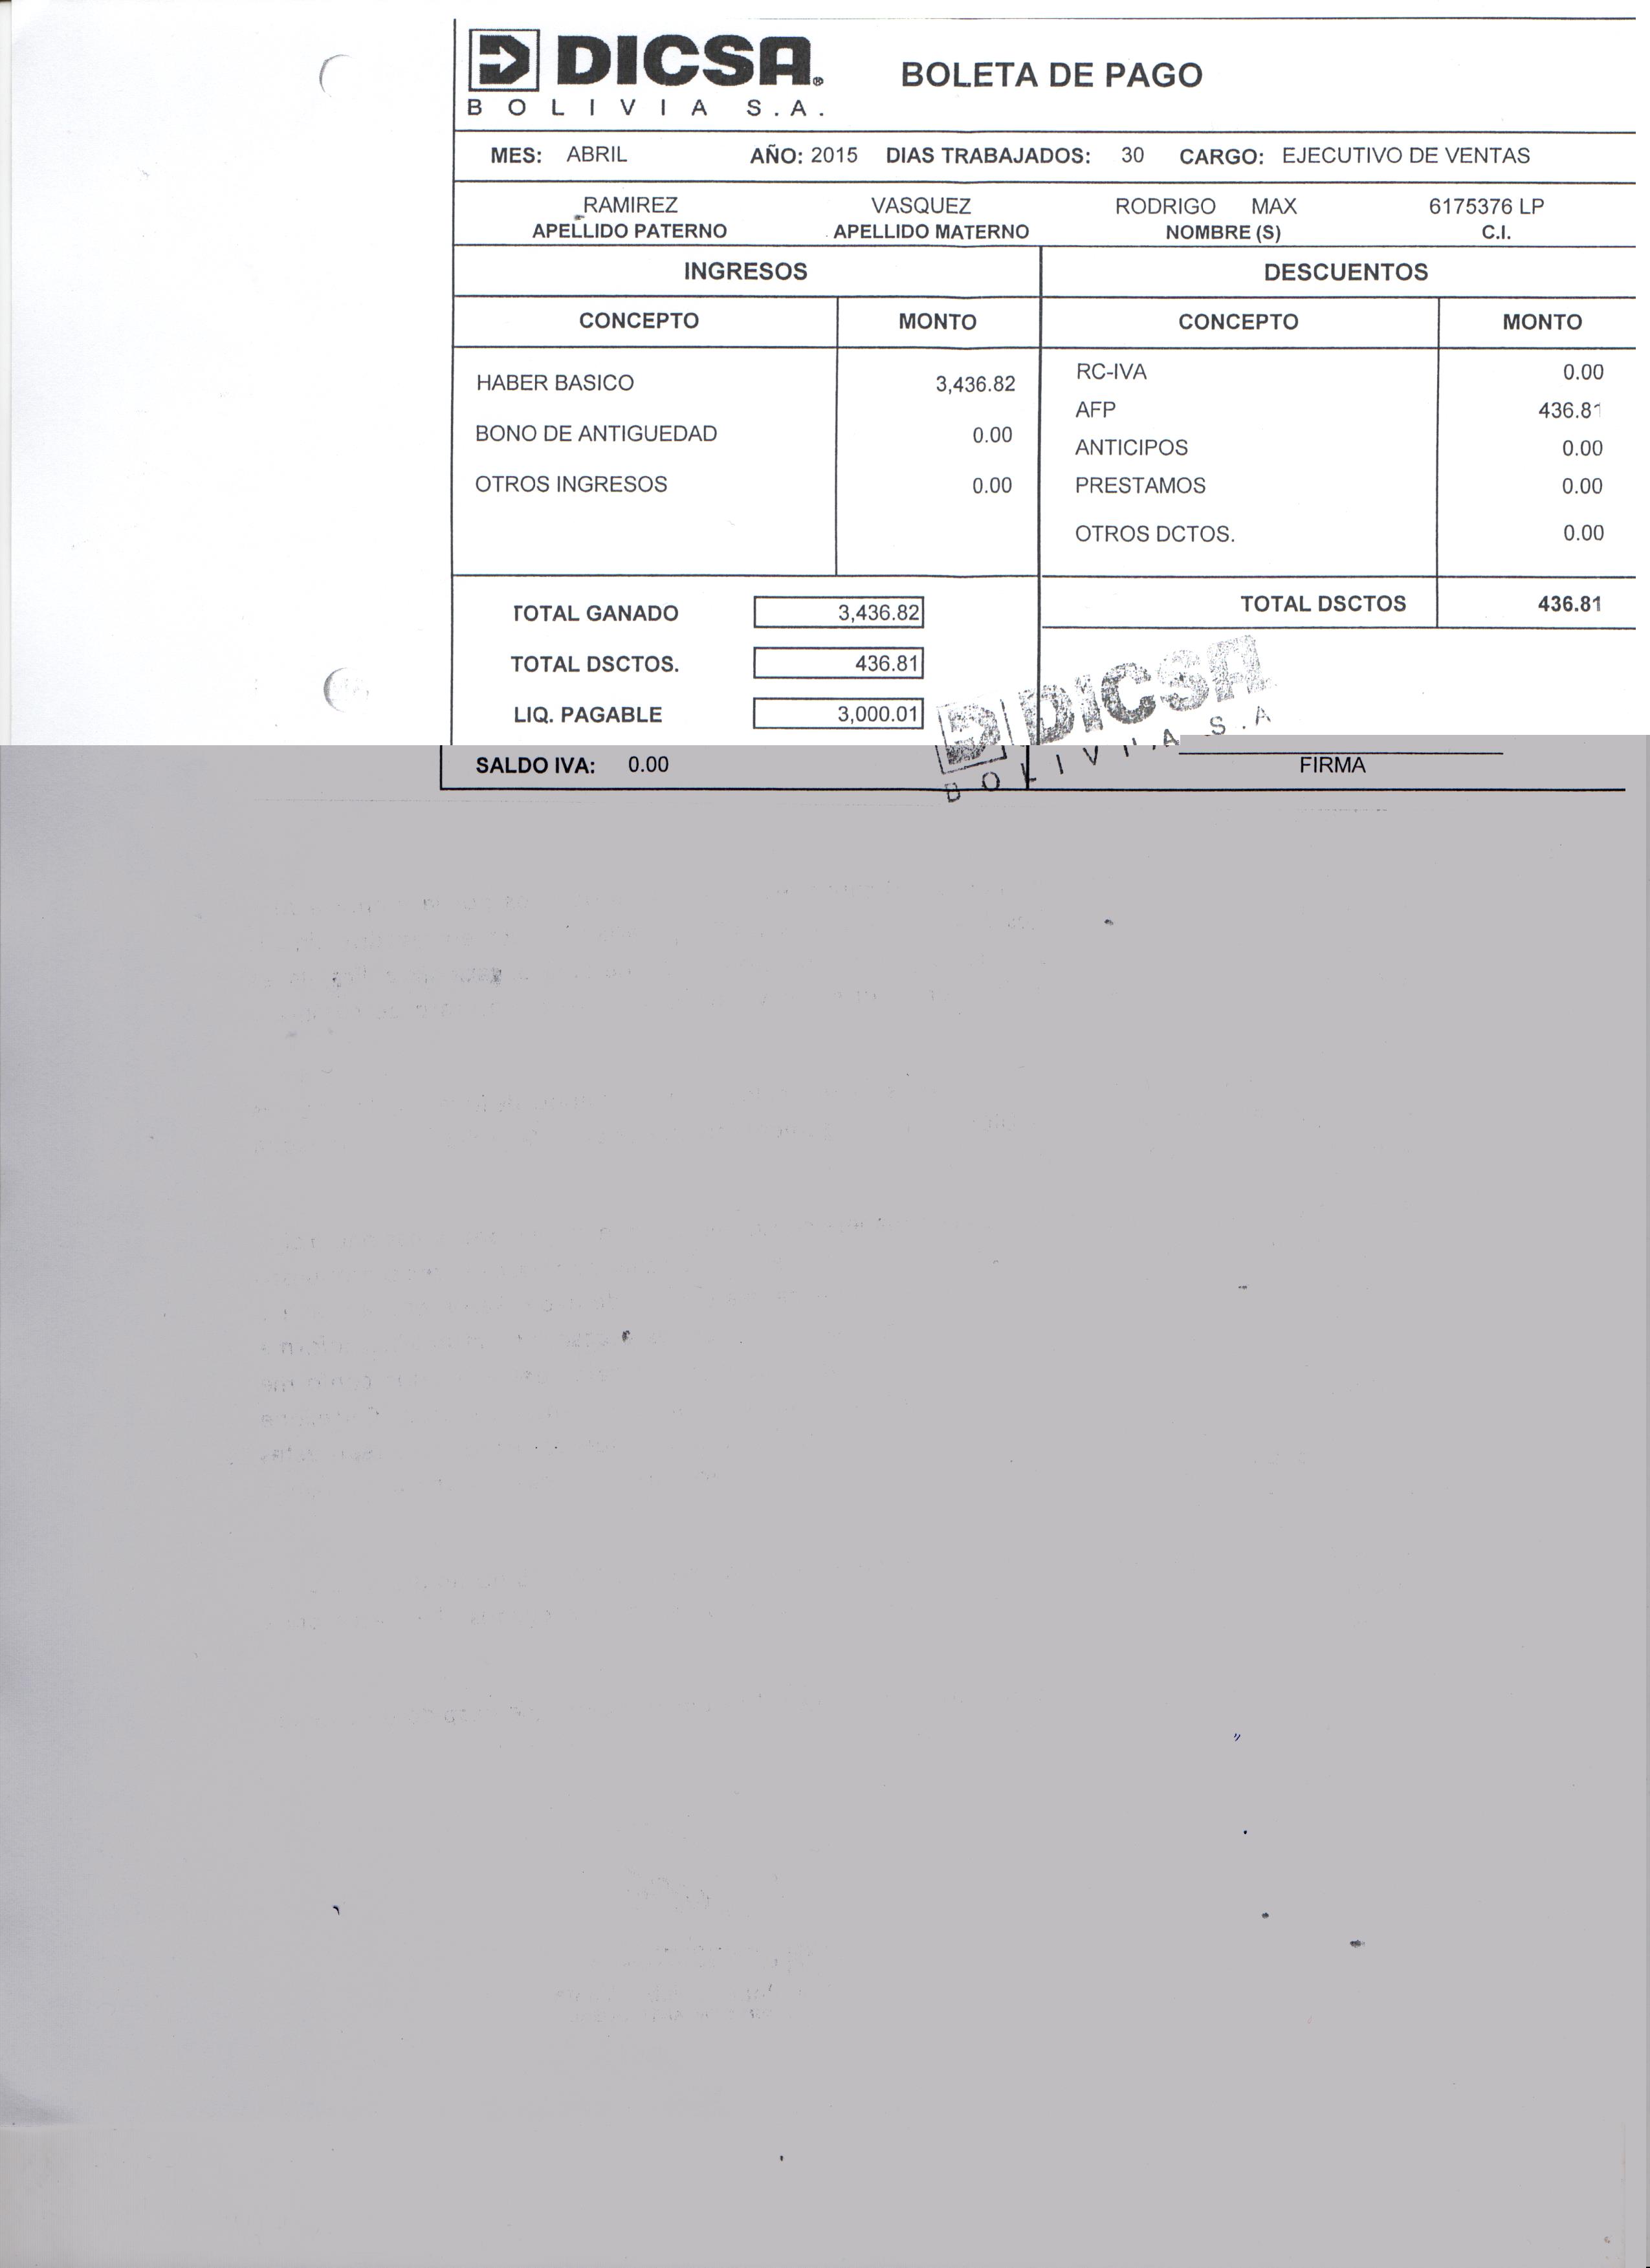 DICSA®
BOLIVIA S.A.
BOLETA DE PAGO
MES: ABRIL AÑO: 2015 DIAS TRABAJADOS: 30 CARGO: EJECUTIVO DE VENTAS
RAMIREZ VASQUEZ RODRIGO MAX 6175376 LP
APELLIDO PATERNO APELLIDO MATERNO NOMBRE (S) C.I.
INGRESOS DESCUENTOS
CONCEPTO MONTO CONCEPTO MONTO
HABER BASICO 3,436.82
BONO DE ANTIGUEDAD 0.00
OTROS INGRESOS 0.00
RC-IVA 0.00
AFP 436.81
ANTICIPOS 0.00
PRESTAMOS 0.00
OTROS DCTOS. 0.00
TOTAL GANADO 3,436.82
TOTAL DSCTOS. 436.81
LIQ. PAGABLE 3,000.01
TOTAL DSCTOS 436.81
DICSA
BOLIVIA S.A
SALDO IVA: 0.00
FIRMA